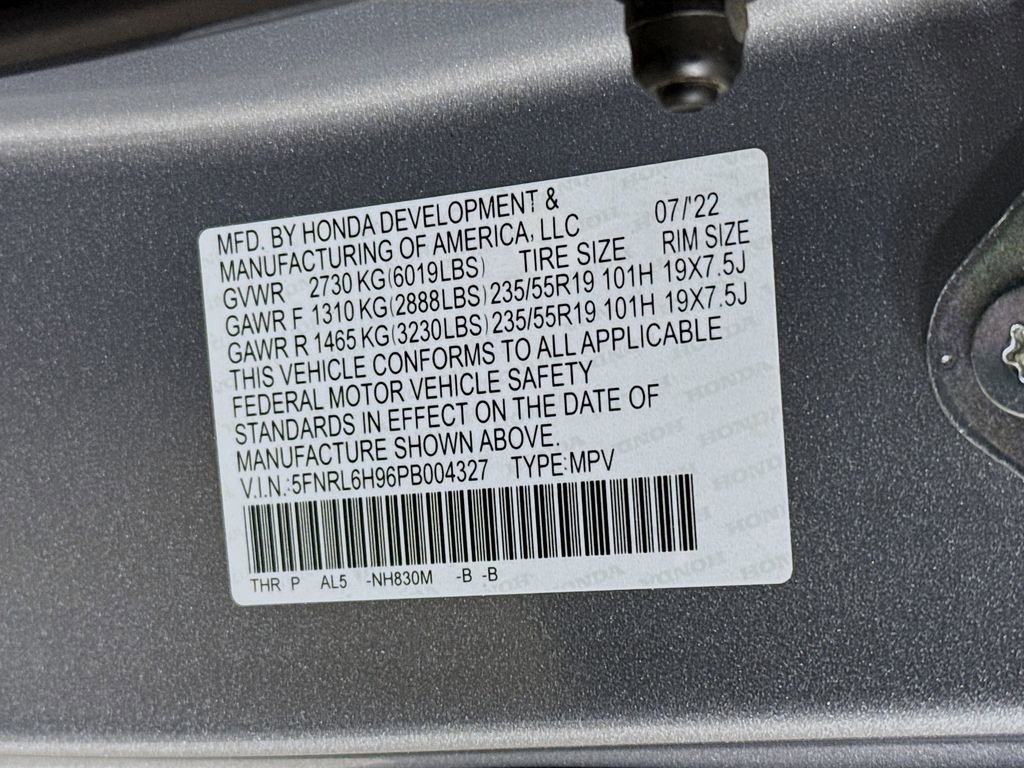 MFD. BY HONDA DEVELOPMENT &
MANUFACTURING OF AMERICA, LLC 07/'22
GVWR 2730 KG(6019LBS) TIRE SIZE RIM SIZE
GAWR F 1310 KG(2888LBS) 235/55R19 101H 19X7.5J
GAWR R 1465 KG(3230LBS) 235/55R19 101H 19X7.5J
THIS VEHICLE CONFORMS TO ALL APPLICABLE
FEDERAL MOTOR VEHICLE SAFETY
STANDARDS IN EFFECT ON THE DATE OF
MANUFACTURE SHOWN ABOVE.
V.I.N.:5FNRL6H96PB004327 TYPE:MPV
THR P AL5 -NH830M -B -B